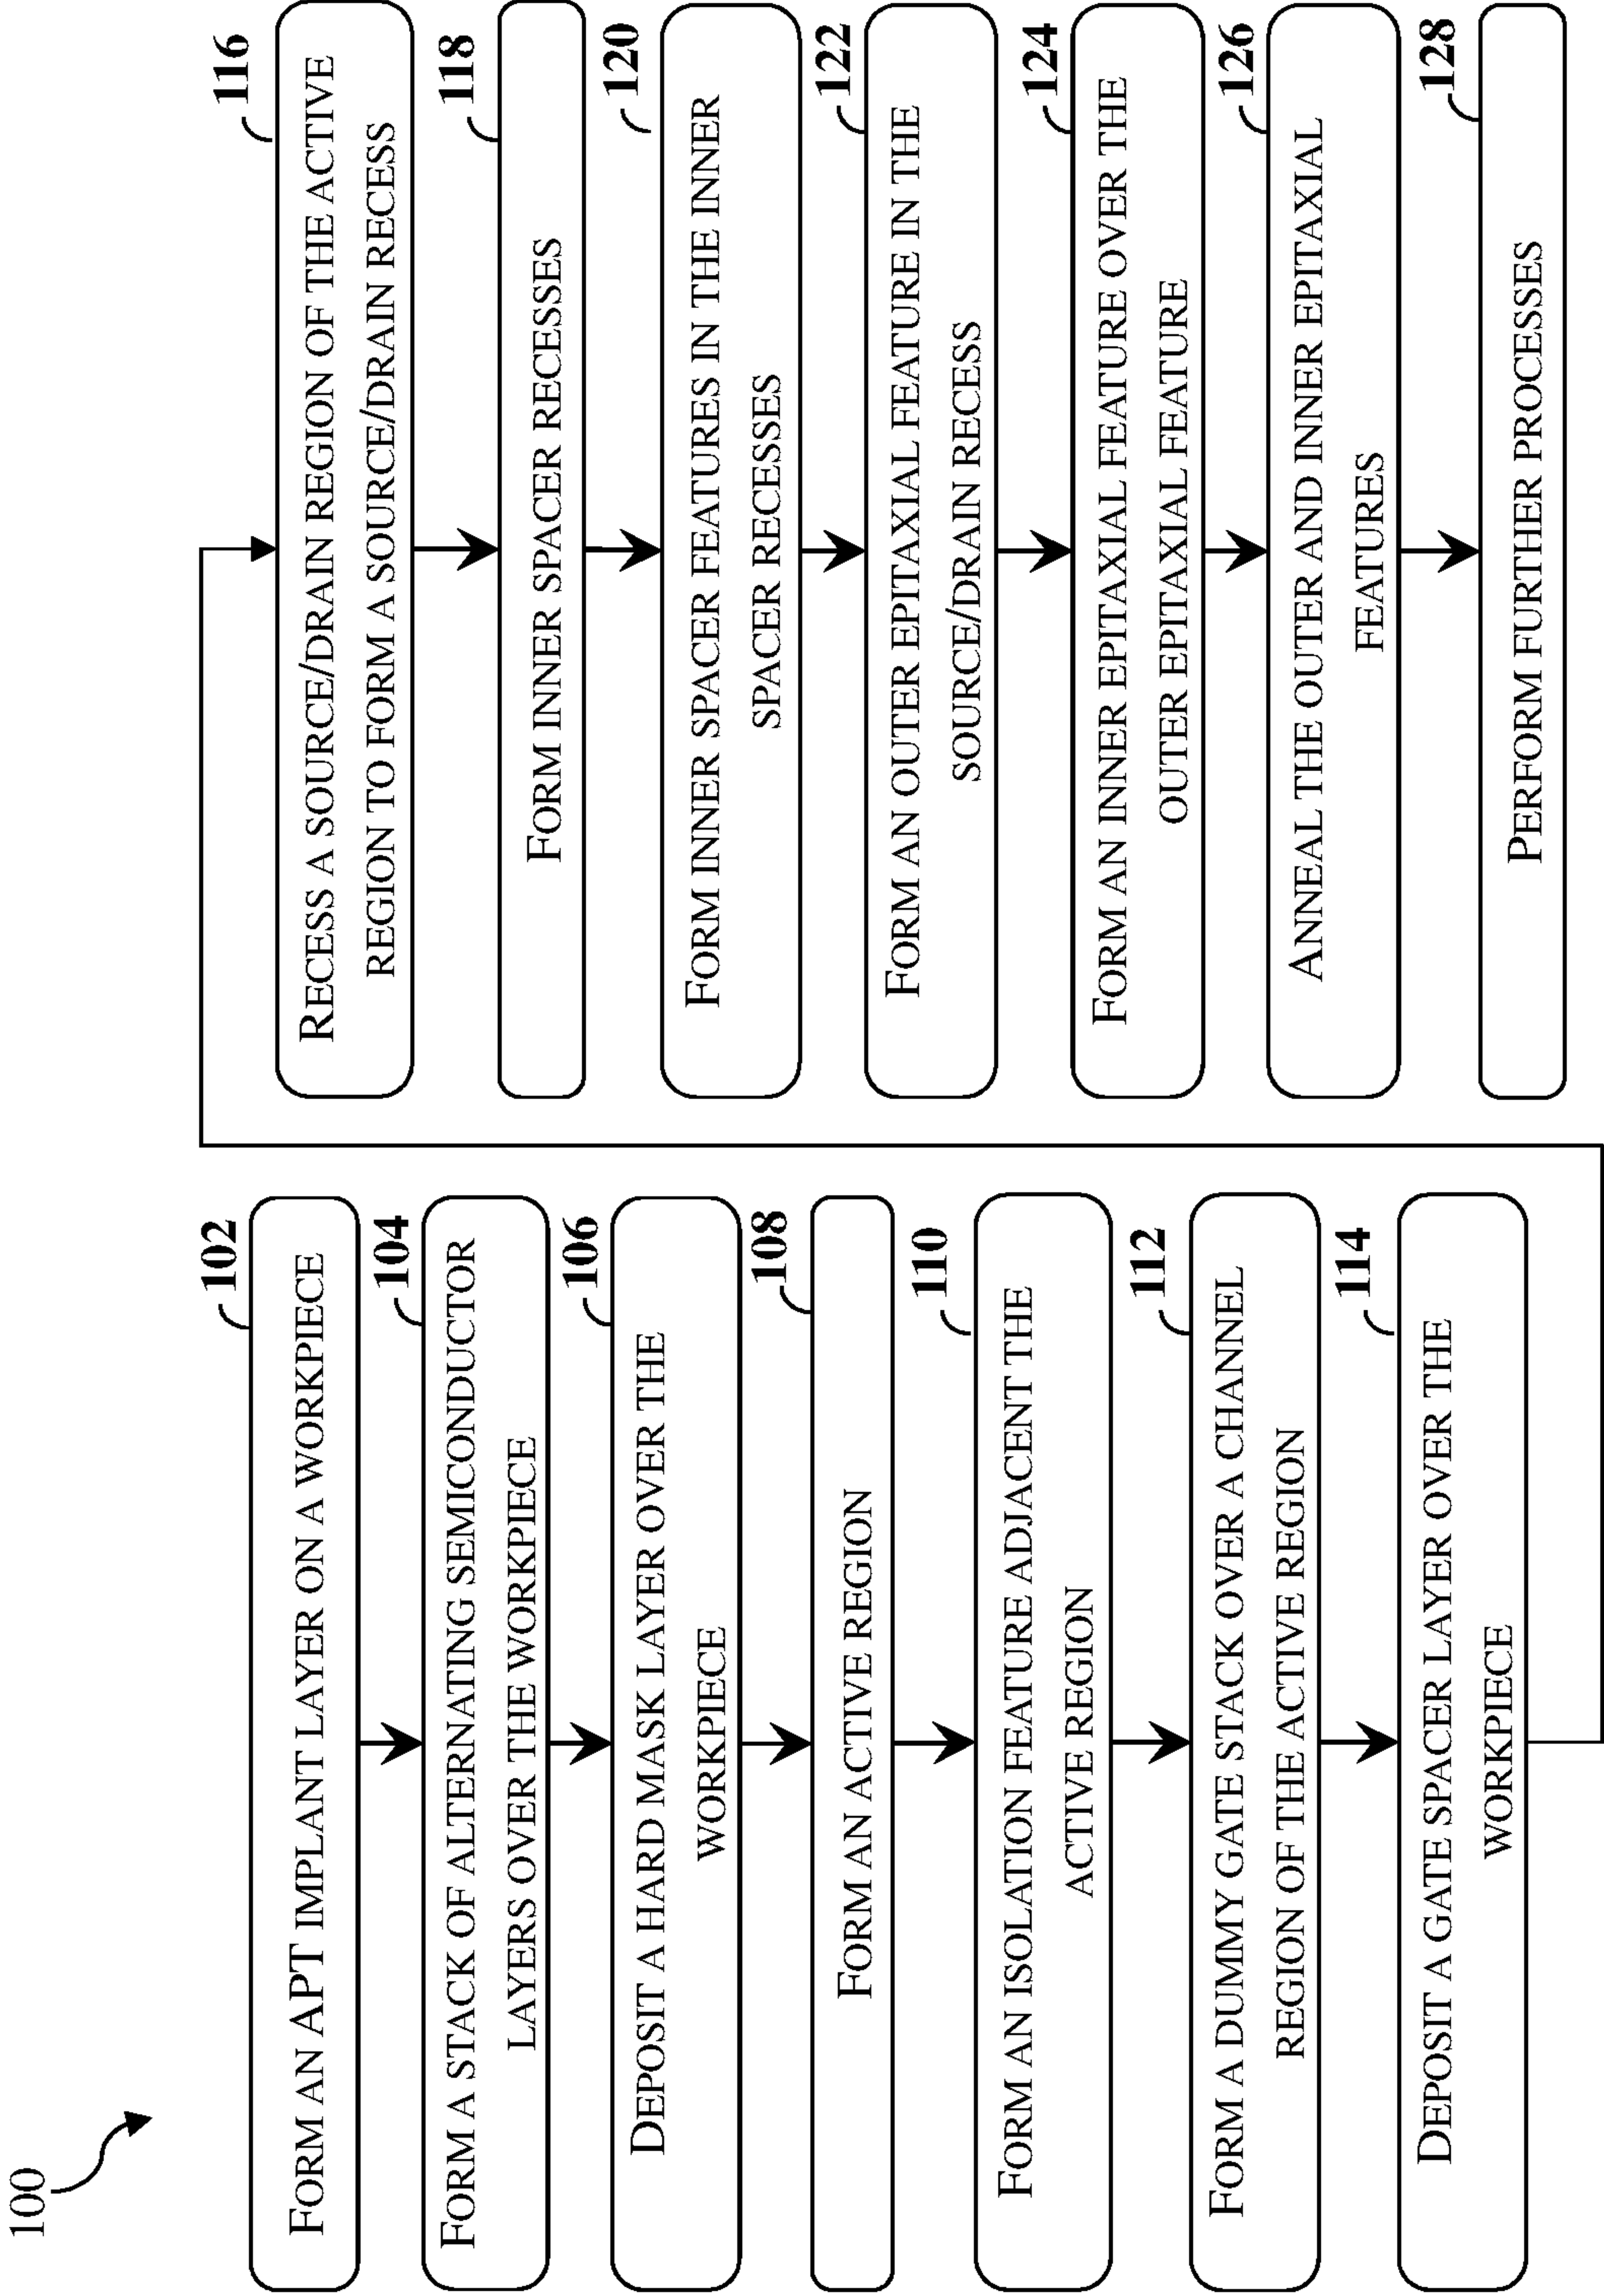 100
102
FORM AN APT IMPLANT LAYER ON A WORKPIECE
104
FORM A STACK OF ALTERNATING SEMICONDUCTOR
LAYERS OVER THE WORKPIECE
106
DEPOSIT A HARD MASK LAYER OVER THE
WORKPIECE
108
FORM AN ACTIVE REGION
110
FORM AN ISOLATION FEATURE ADJACENT THE
ACTIVE REGION
112
FORM A DUMMY GATE STACK OVER A CHANNEL
REGION OF THE ACTIVE REGION
114
DEPOSIT A GATE SPACER LAYER OVER THE
WORKPIECE
116
RECESS A SOURCE/DRAIN REGION OF THE ACTIVE
REGION TO FORM A SOURCE/DRAIN RECESS
118
FORM INNER SPACER RECESSES
120
FORM INNER SPACER FEATURES IN THE INNER
SPACER RECESSES
122
FORM AN OUTER EPITAXIAL FEATURE IN THE
SOURCE/DRAIN RECESS
124
FORM AN INNER EPITAXIAL FEATURE OVER THE
OUTER EPITAXIAL FEATURE
126
ANNEAL THE OUTER AND INNER EPITAXIAL
FEATURES
128
PERFORM FURTHER PROCESSES